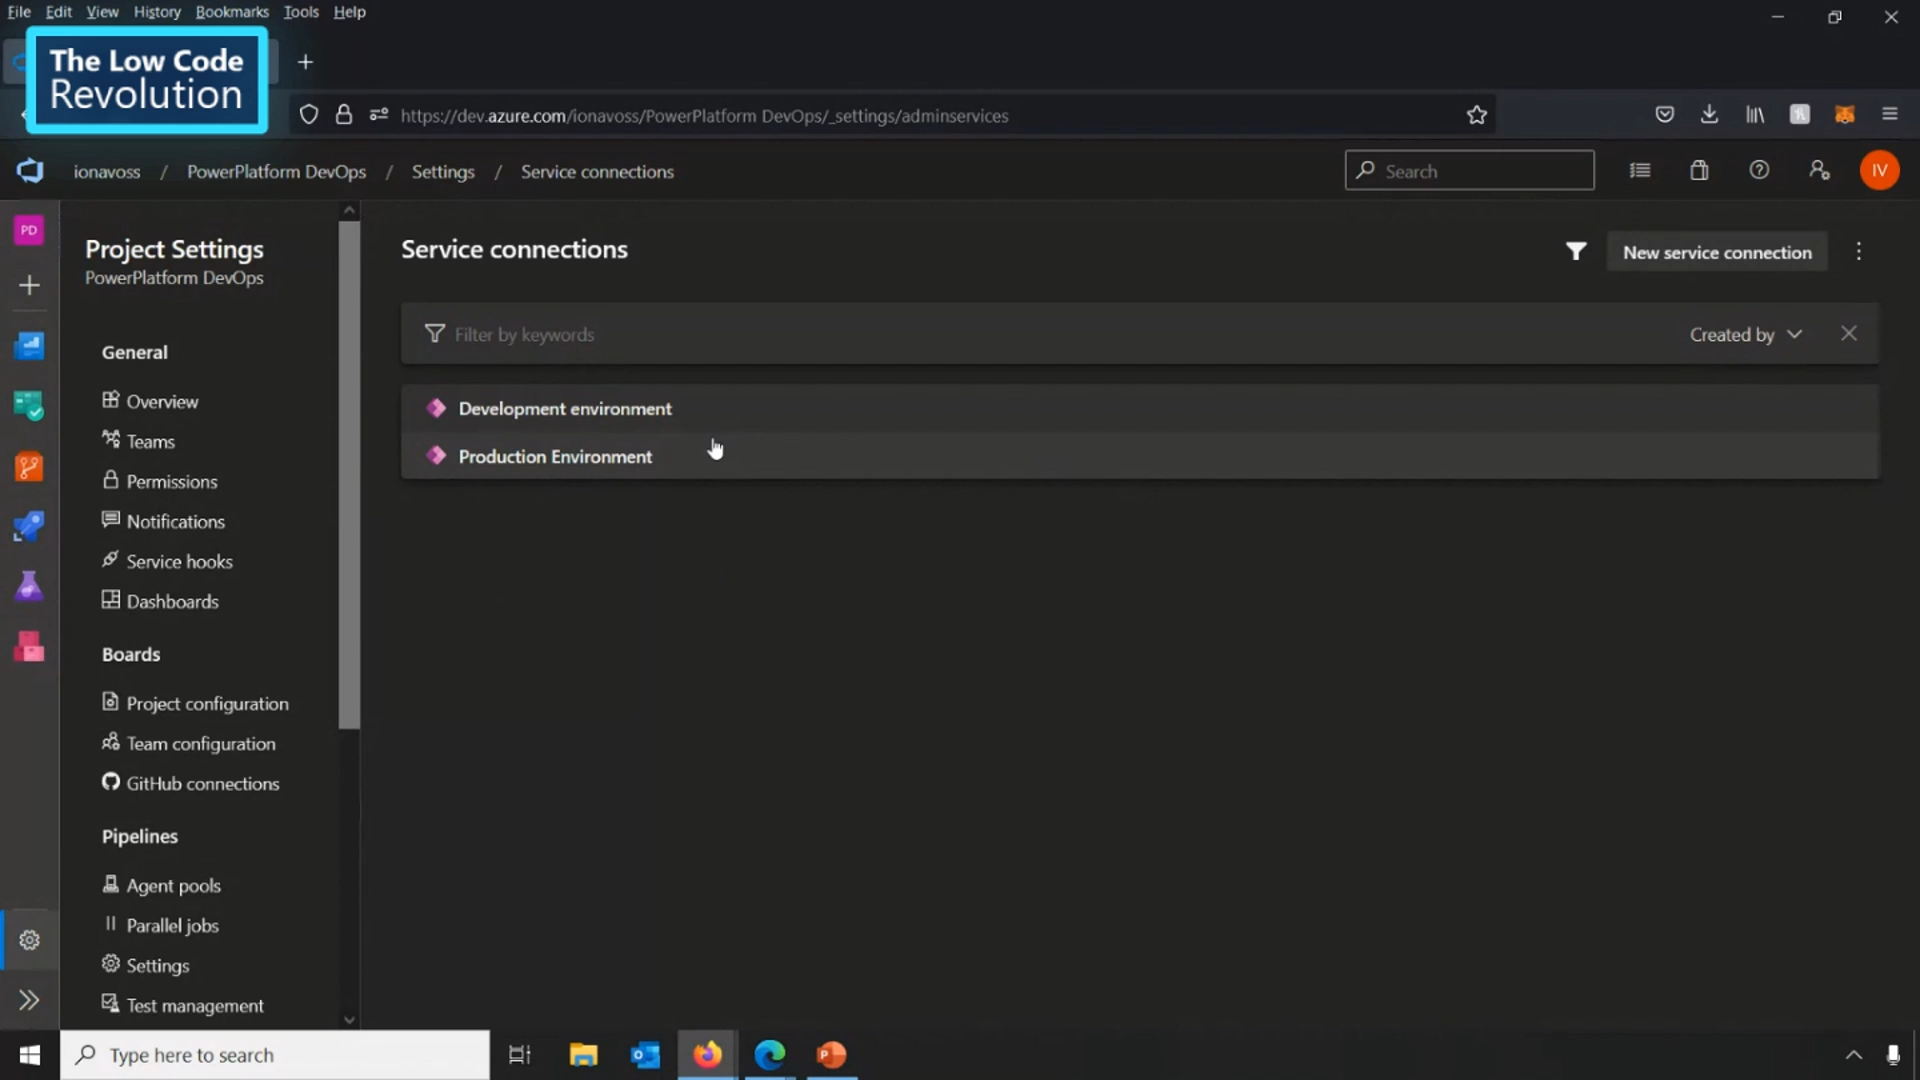 File Edit View History Bookmarks Tools Help
The Low Code
Revolution
https://dev.azure.com/ionavoss/PowerPlatform DevOps/_settings/adminservices
ionavoss / PowerPlatform DevOps / Settings / Service connections
Search
IV
PD
Project Settings
PowerPlatform DevOps
General
Overview
Teams
Permissions
Notifications
Service hooks
Dashboards
Boards
Project configuration
Team configuration
GitHub connections
Pipelines
Agent pools
Parallel jobs
Settings
Test management
Service connections
New service connection
Filter by keywords
Created by
Development environment
Production Environment
Type here to search